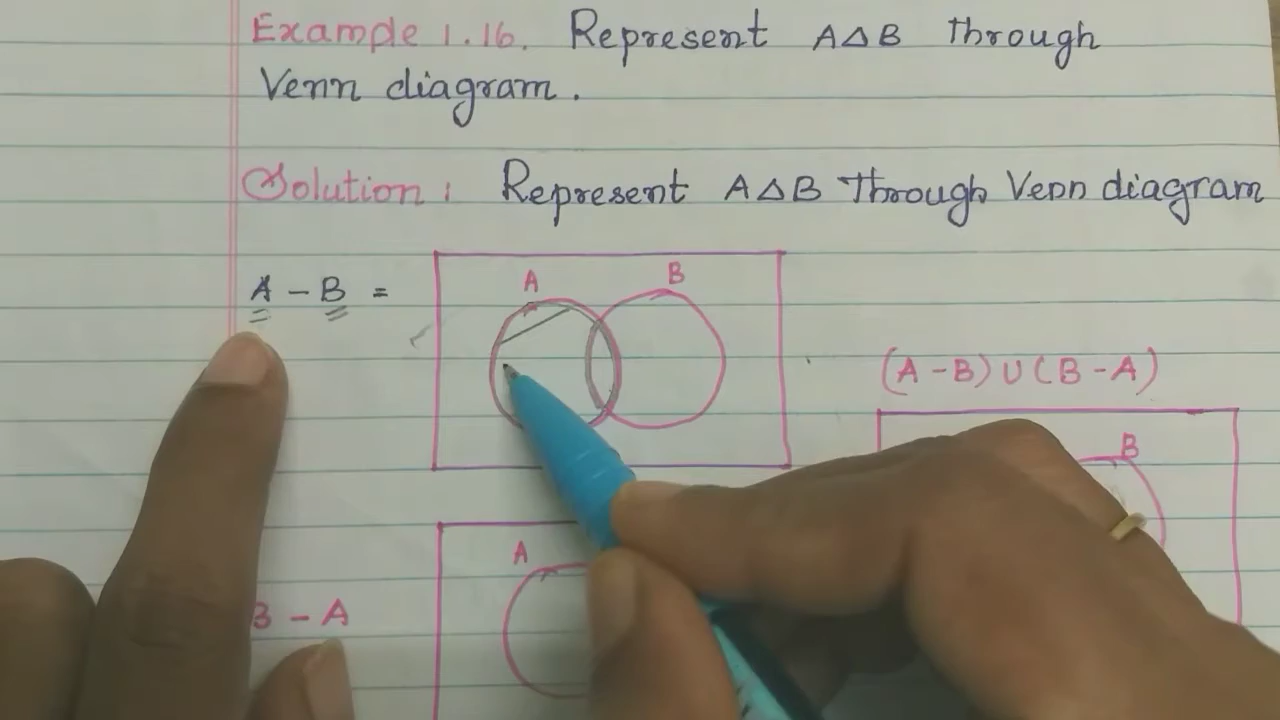 Example 1.16. Represent A∆B Through
Venn diagram.
Solution: Represent A∆B Through Venn diagram
A - B =
A B
(A-B)∪(B-A)
B
A
B - A